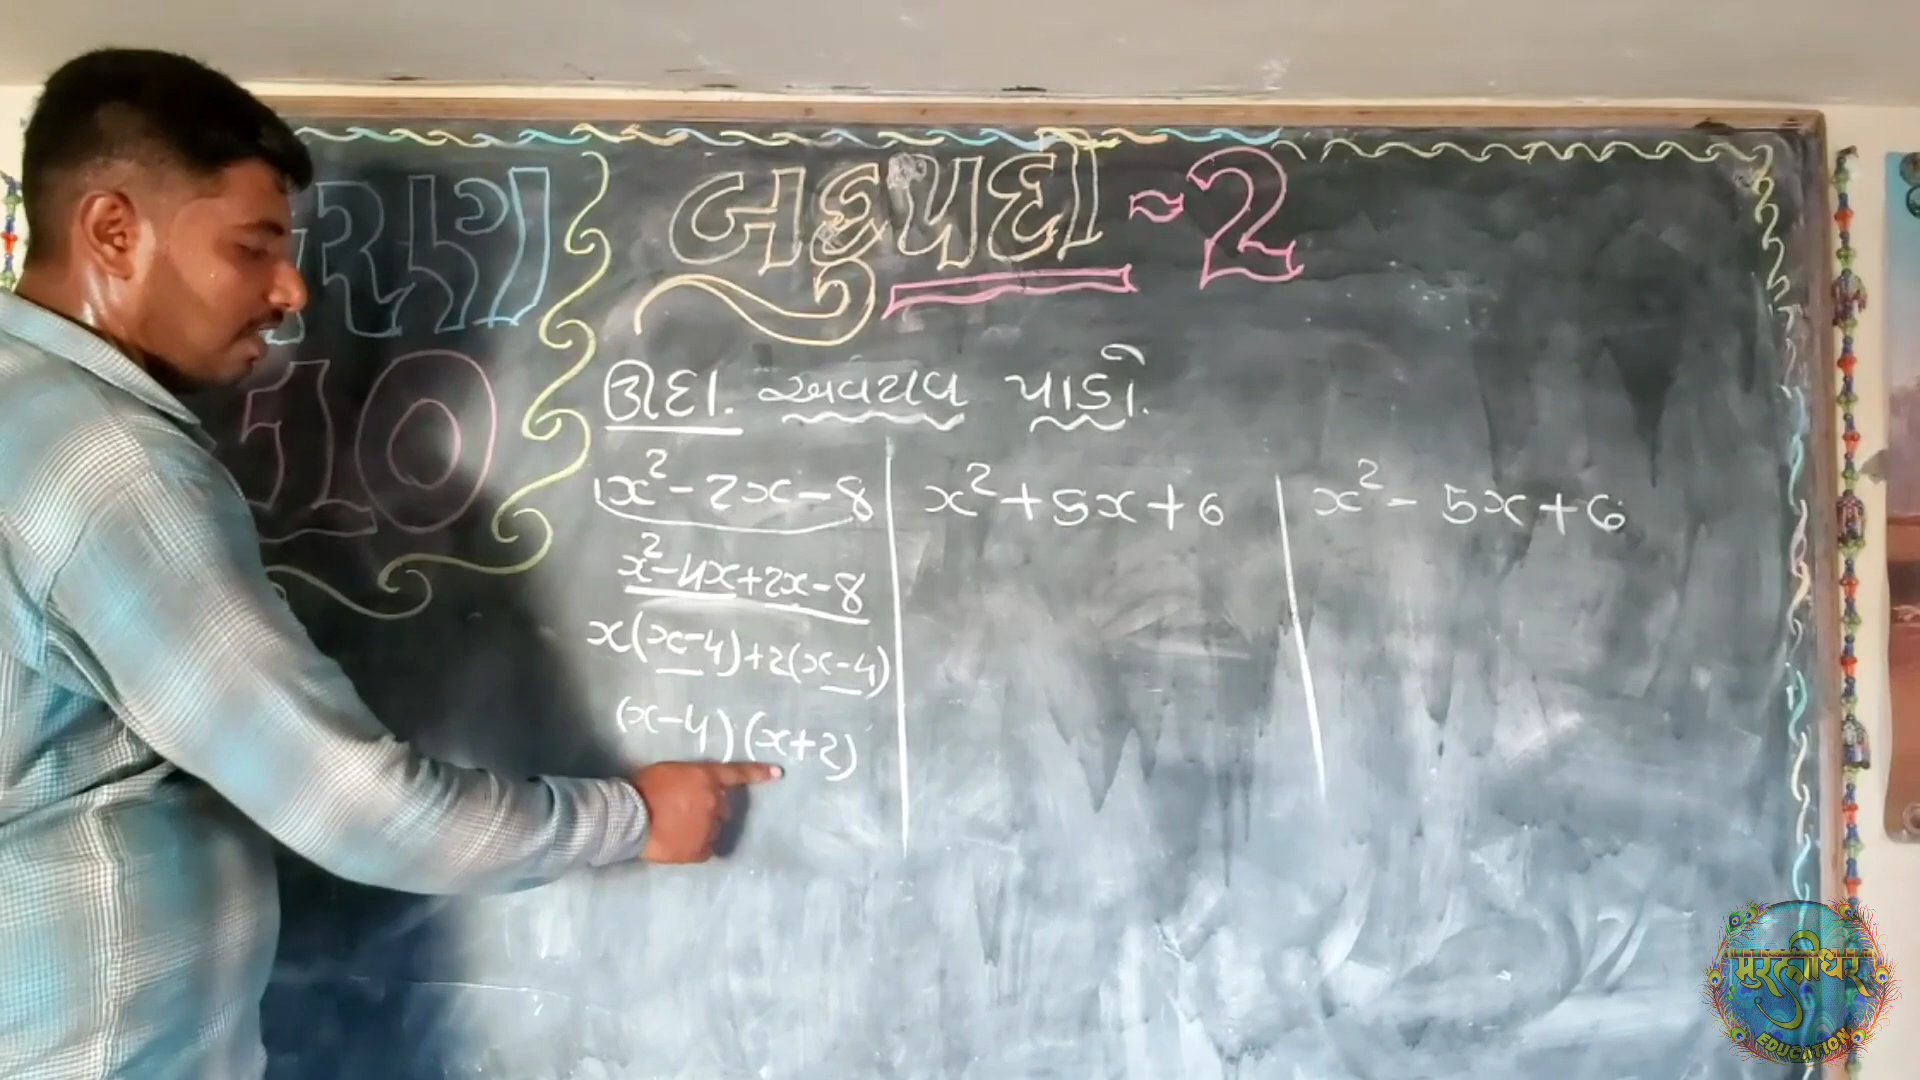 બહુપદી - 2
10
ઊદા. અવયવ પાડો.
x² - 2x - 8
x² - 4x + 2x - 8
x(x - 4) + 2(x - 4)
(x - 4) (x + 2)
x² + 5x + 6
x² - 5x + 6
मुरलीधर
EDUCATION